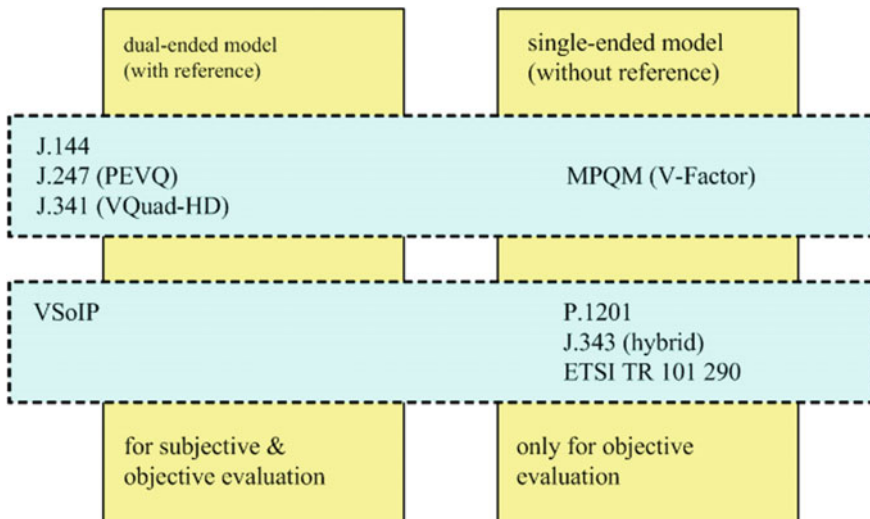 dual-ended model
(with reference)
single-ended model
(without reference)
J.144
J.247 (PEVQ)
J.341 (VQuad-HD)
MPQM (V-Factor)
VSoIP
P.1201
J.343 (hybrid)
ETSI TR 101 290
for subjective &
objective evaluation
only for objective
evaluation